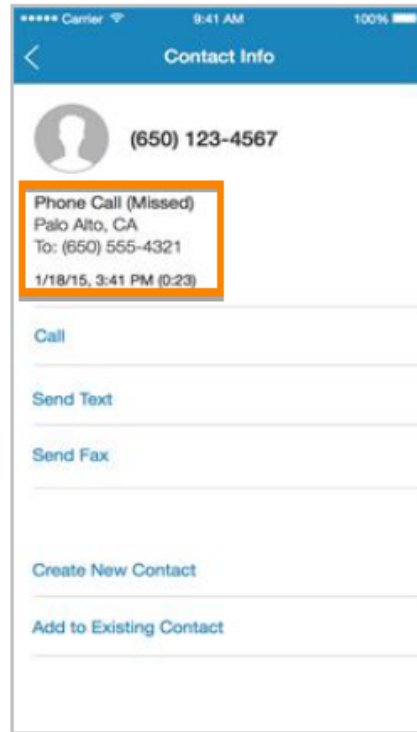 Carrier 9:41 AM 100%
Contact Info
(650) 123-4567
Phone Call (Missed)
Palo Alto, CA
To: (650) 555-4321
1/18/15, 3:41 PM (0:23)
Call
Send Text
Send Fax
Create New Contact
Add to Existing Contact